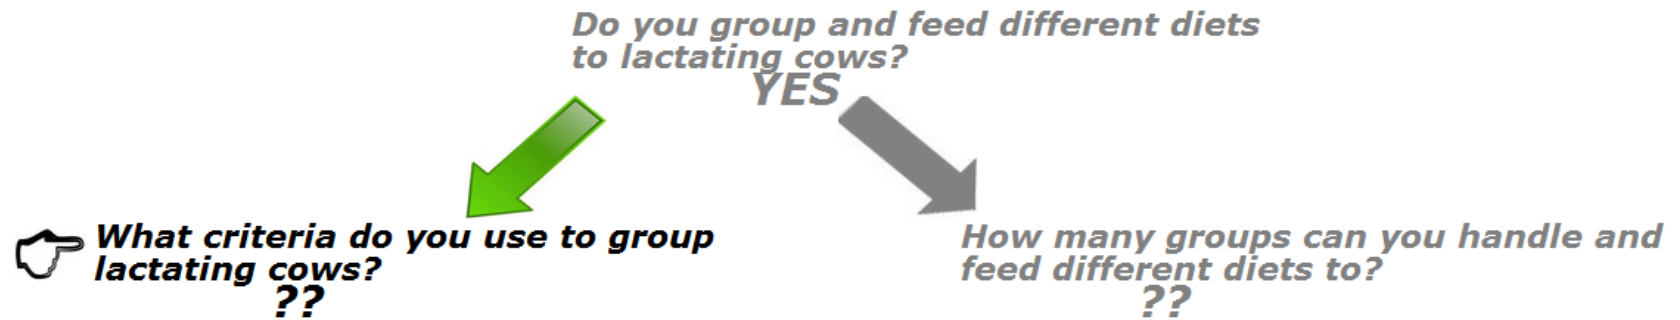 Do you group and feed different diets
to lactating cows?
YES
What criteria do you use to group
lactating cows?
??
How many groups can you handle and
feed different diets to?
??